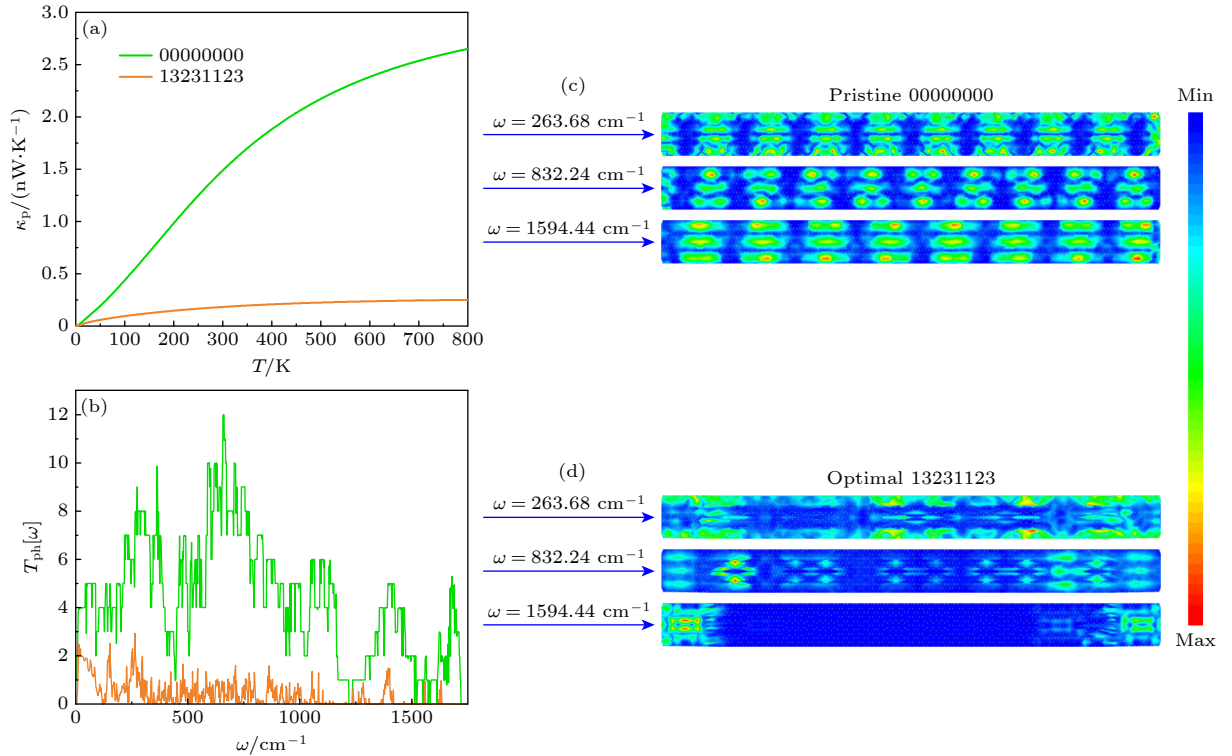 (a)
00000000
13231123
3.0
2.5
2.0
1.5
1.0
0.5
0
κp/(nW·K⁻¹)
0 100 200 300 400 500 600 700 800
T/K
(b)
12
10
8
6
4
2
0
Tph[ω]
0 500 1000 1500
ω/cm⁻¹
(c)
Pristine 00000000
ω = 263.68 cm⁻¹
ω = 832.24 cm⁻¹
ω = 1594.44 cm⁻¹
(d)
Optimal 13231123
ω = 263.68 cm⁻¹
ω = 832.24 cm⁻¹
ω = 1594.44 cm⁻¹
Min
Max